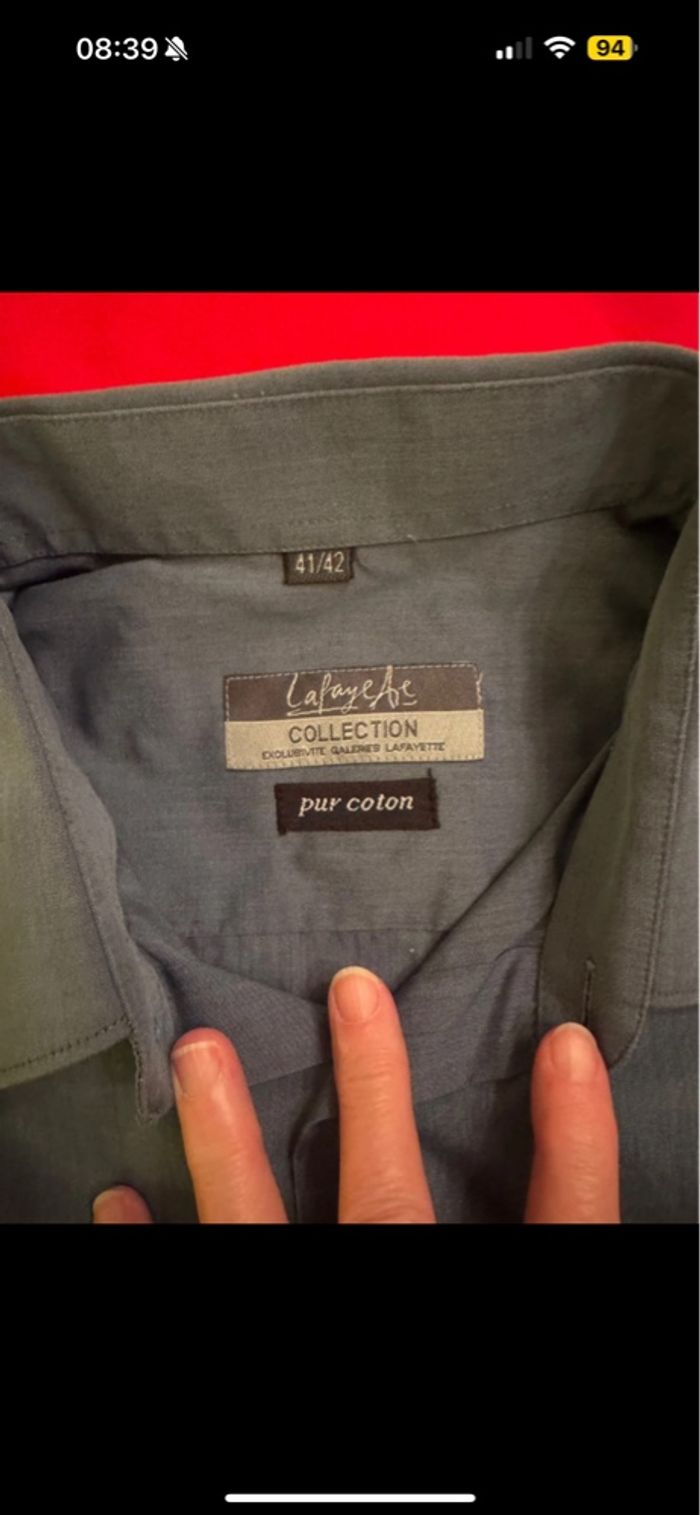 08:39
94
41/42
Lafayette
COLLECTION
EXCLUSIVITE GALERIES LAFAYETTE
pur coton